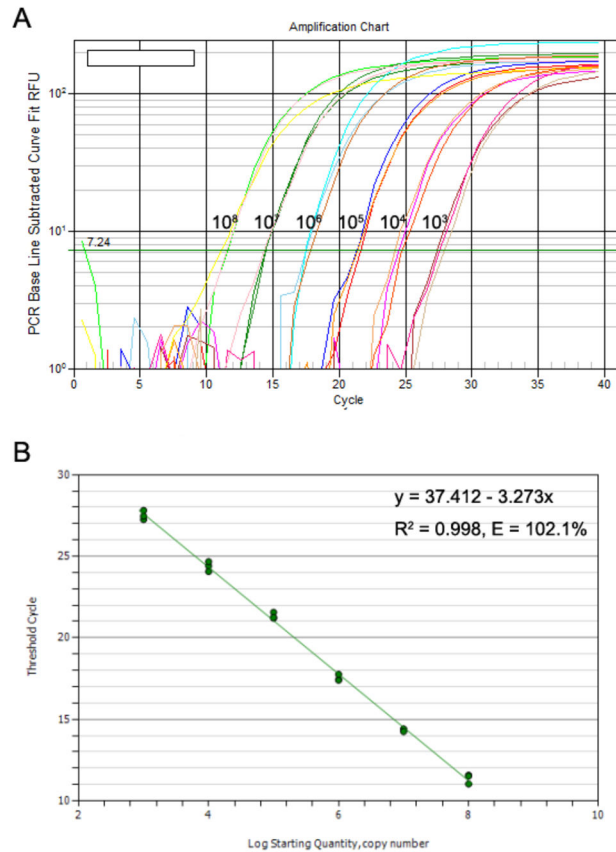 A
Amplification Chart
PCR Base Line Subtracted Curve Fit RFU
10²
10¹
10⁰
7.24
10⁸ 10⁷ 10⁶ 10⁵ 10⁴ 10³
0 5 10 15 20 25 30 35 40
Cycle
B
y = 37.412 - 3.273x
R² = 0.998, E = 102.1%
Threshold Cycle
30
25
20
15
10
2 4 6 8 10
Log Starting Quantity, copy number